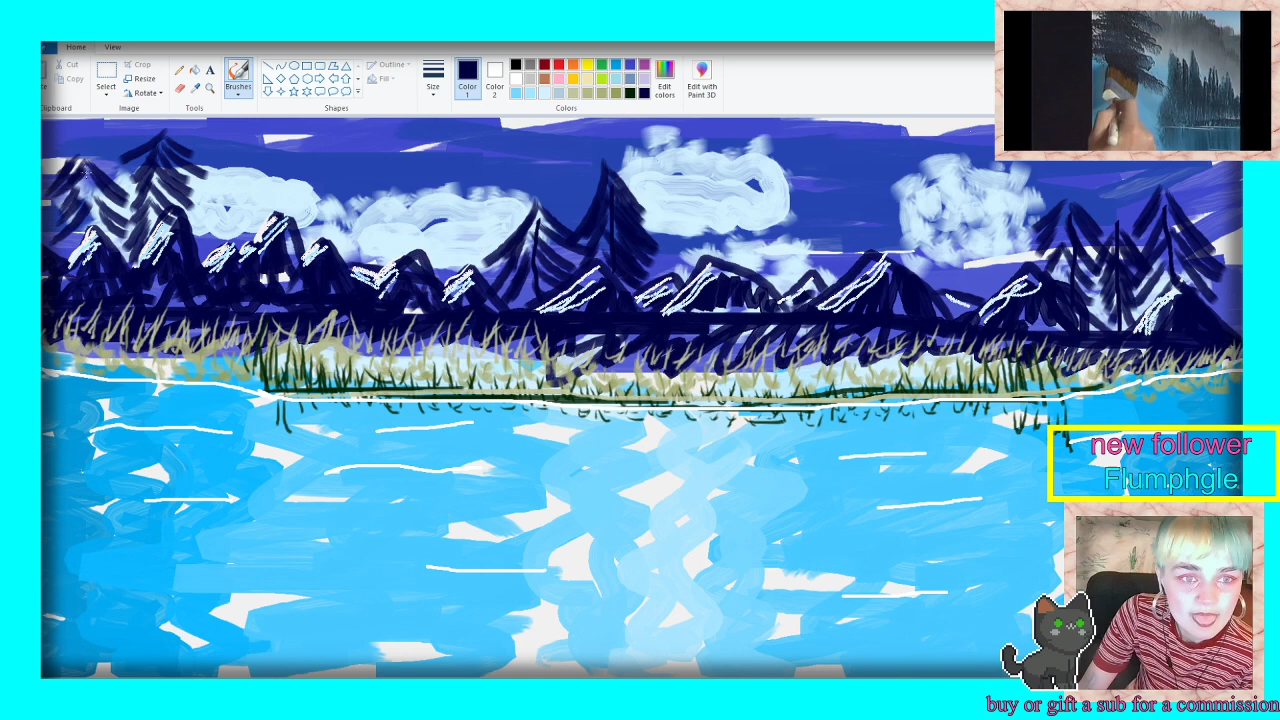 Home View
Cut
Copy
Select
Crop
Resize
Rotate
A
Brushes
Outline
Fill
Size
Color
1
Color
2
Edit
colors
Edit with
Paint 3D
Image
Tools
Shapes
Colors
new follower
Flumphgle
buy or gift a sub for a commission